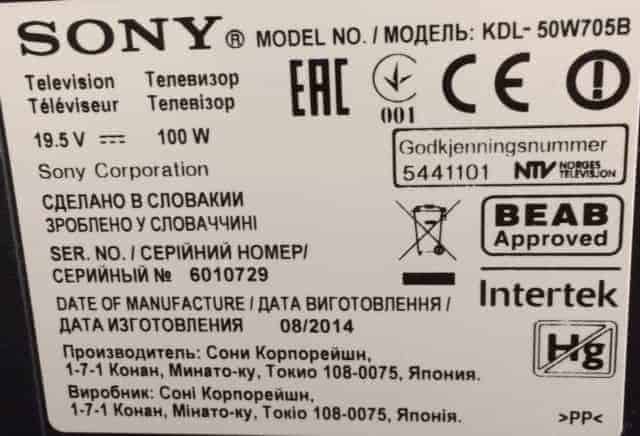 SONY® MODEL NO. / МОДЕЛЬ: KDL- 50W705B
Television Телевизор
Téléviseur Телевізор
19.5 V 100 W
Sony Corporation
EAC
001
CE
Godkjenningsnummer
5441101 NTV NORGES TELEVISJON
СДЕЛАНО В СЛОВАКИИ
ЗРОБЛЕНО У СЛОВАЧЧИНІ
BEAB
Approved
SER. NO. / СЕРІЙНИЙ НОМЕР/
СЕРИЙНЫЙ № 6010729
Intertek
DATE OF MANUFACTURE / ДАТА ВИГОТОВЛЕННЯ /
ДАТА ИЗГОТОВЛЕНИЯ 08/2014
Hg
Производитель: Сони Корпорейшн,
1-7-1 Конан, Минато-ку, Токио 108-0075, Япония.
Виробник: Соні Корпорейшн,
1-7-1 Конан, Мінато-ку, Токіо 108-0075, Японія.
>PP<